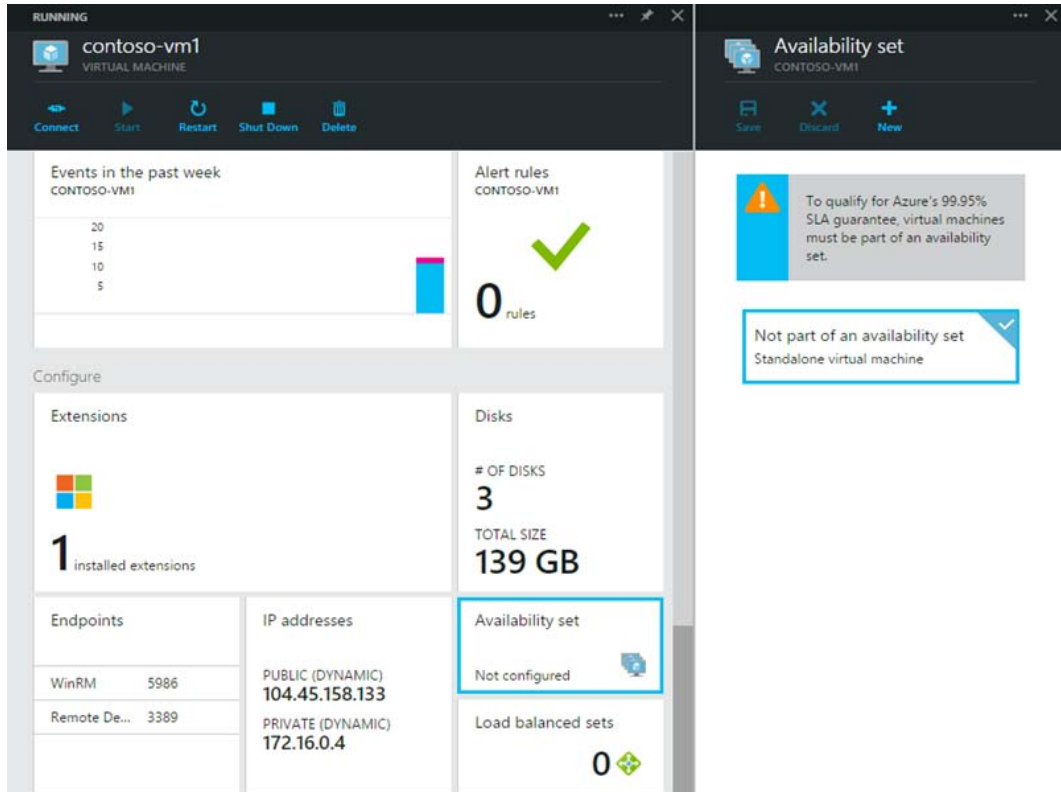 RUNNING
contoso-vm1
VIRTUAL MACHINE
Connect
Start
Restart
Shut Down
Delete
Events in the past week
CONTOSO-VM1
20
15
10
5
Alert rules
CONTOSO-VM1
0 rules
Configure
Extensions
1 installed extensions
Disks
# OF DISKS
3
TOTAL SIZE
139 GB
Endpoints
WinRM 5986
Remote De... 3389
IP addresses
PUBLIC (DYNAMIC)
104.45.158.133
PRIVATE (DYNAMIC)
172.16.0.4
Availability set
Not configured
Load balanced sets
0
Availability set
CONTOSO-VM1
Save
Discard
New
To qualify for Azure's 99.95%
SLA guarantee, virtual machines
must be part of an availability
set.
Not part of an availability set
Standalone virtual machine